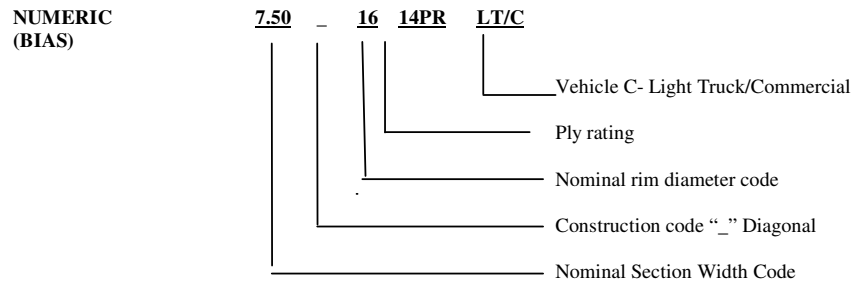 NUMERIC 7.50 _ 16 14PR LT/C
(BIAS)
Vehicle C- Light Truck/Commercial
Ply rating
Nominal rim diameter code
Construction code “_” Diagonal
Nominal Section Width Code